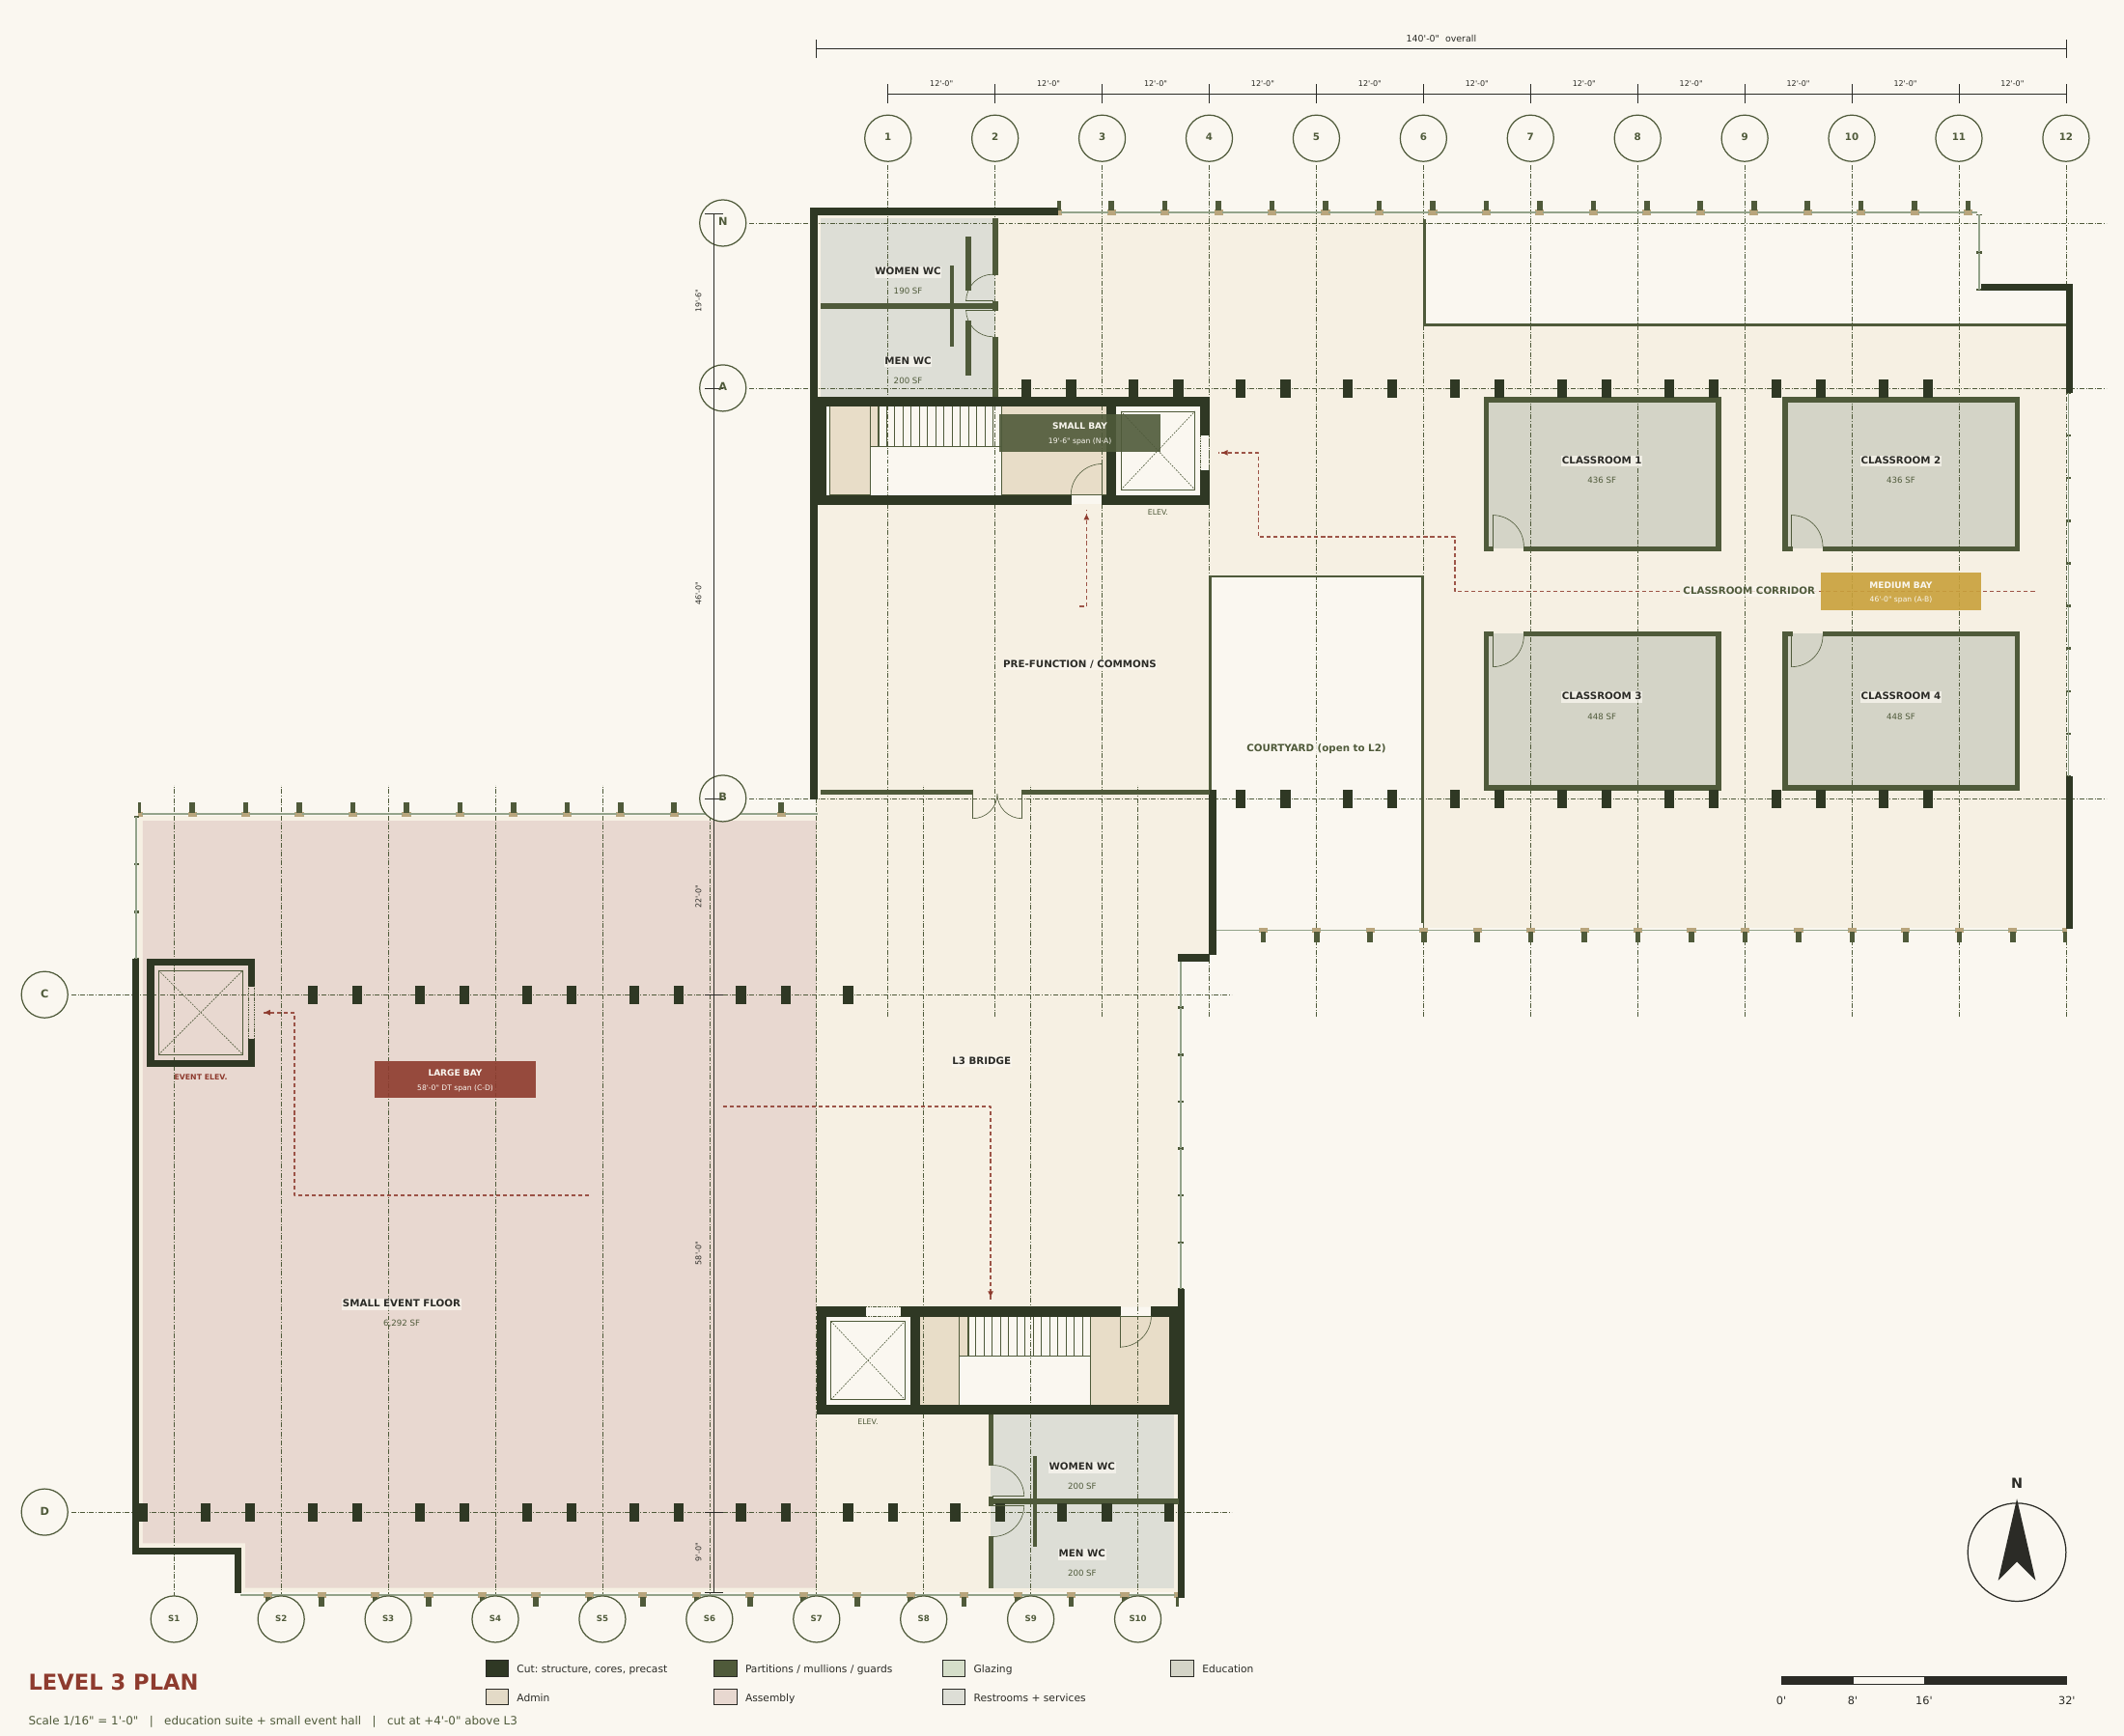 140'-0" overall
12'-0" 12'-0" 12'-0" 12'-0" 12'-0" 12'-0" 12'-0" 12'-0" 12'-0" 12'-0" 12'-0"
1 2 3 4 5 6 7 8 9 10 11 12
N
WOMEN WC
190 SF
19'-6"
MEN WC
200 SF
A
SMALL BAY
19'-6" span (N-A)
ELEV.
CLASSROOM 1
436 SF
CLASSROOM 2
436 SF
46'-0"
CLASSROOM CORRIDOR
MEDIUM BAY
46'-0" span (A-B)
PRE-FUNCTION / COMMONS
CLASSROOM 3
448 SF
CLASSROOM 4
448 SF
COURTYARD (open to L2)
B
22'-0"
C
EVENT ELEV.
LARGE BAY
58'-0" DT span (C-D)
L3 BRIDGE
58'-0"
SMALL EVENT FLOOR
6,292 SF
ELEV.
WOMEN WC
200 SF
D
MEN WC
200 SF
9'-0"
N
S1 S2 S3 S4 S5 S6 S7 S8 S9 S10
LEVEL 3 PLAN
Scale 1/16" = 1'-0" | education suite + small event hall | cut at +4'-0" above L3
Cut: structure, cores, precast
Partitions / mullions / guards
Glazing
Education
Admin
Assembly
Restrooms + services
0' 8' 16' 32'